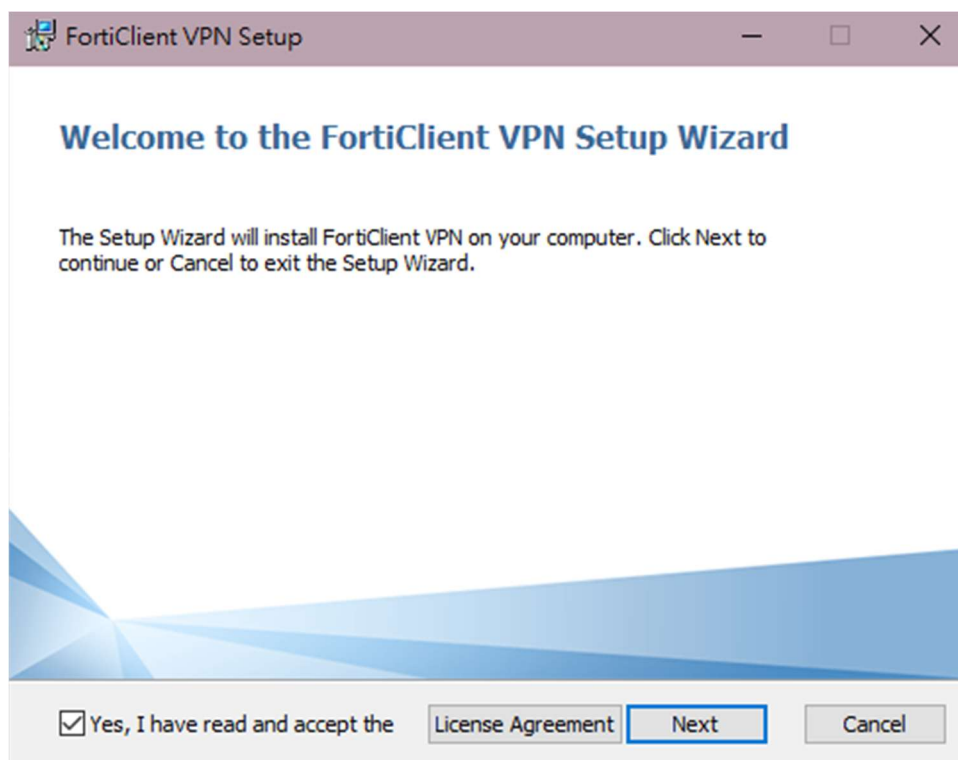 FortiClient VPN Setup
Welcome to the FortiClient VPN Setup Wizard
The Setup Wizard will install FortiClient VPN on your computer. Click Next to
continue or Cancel to exit the Setup Wizard.
Yes, I have read and accept the License Agreement Next Cancel